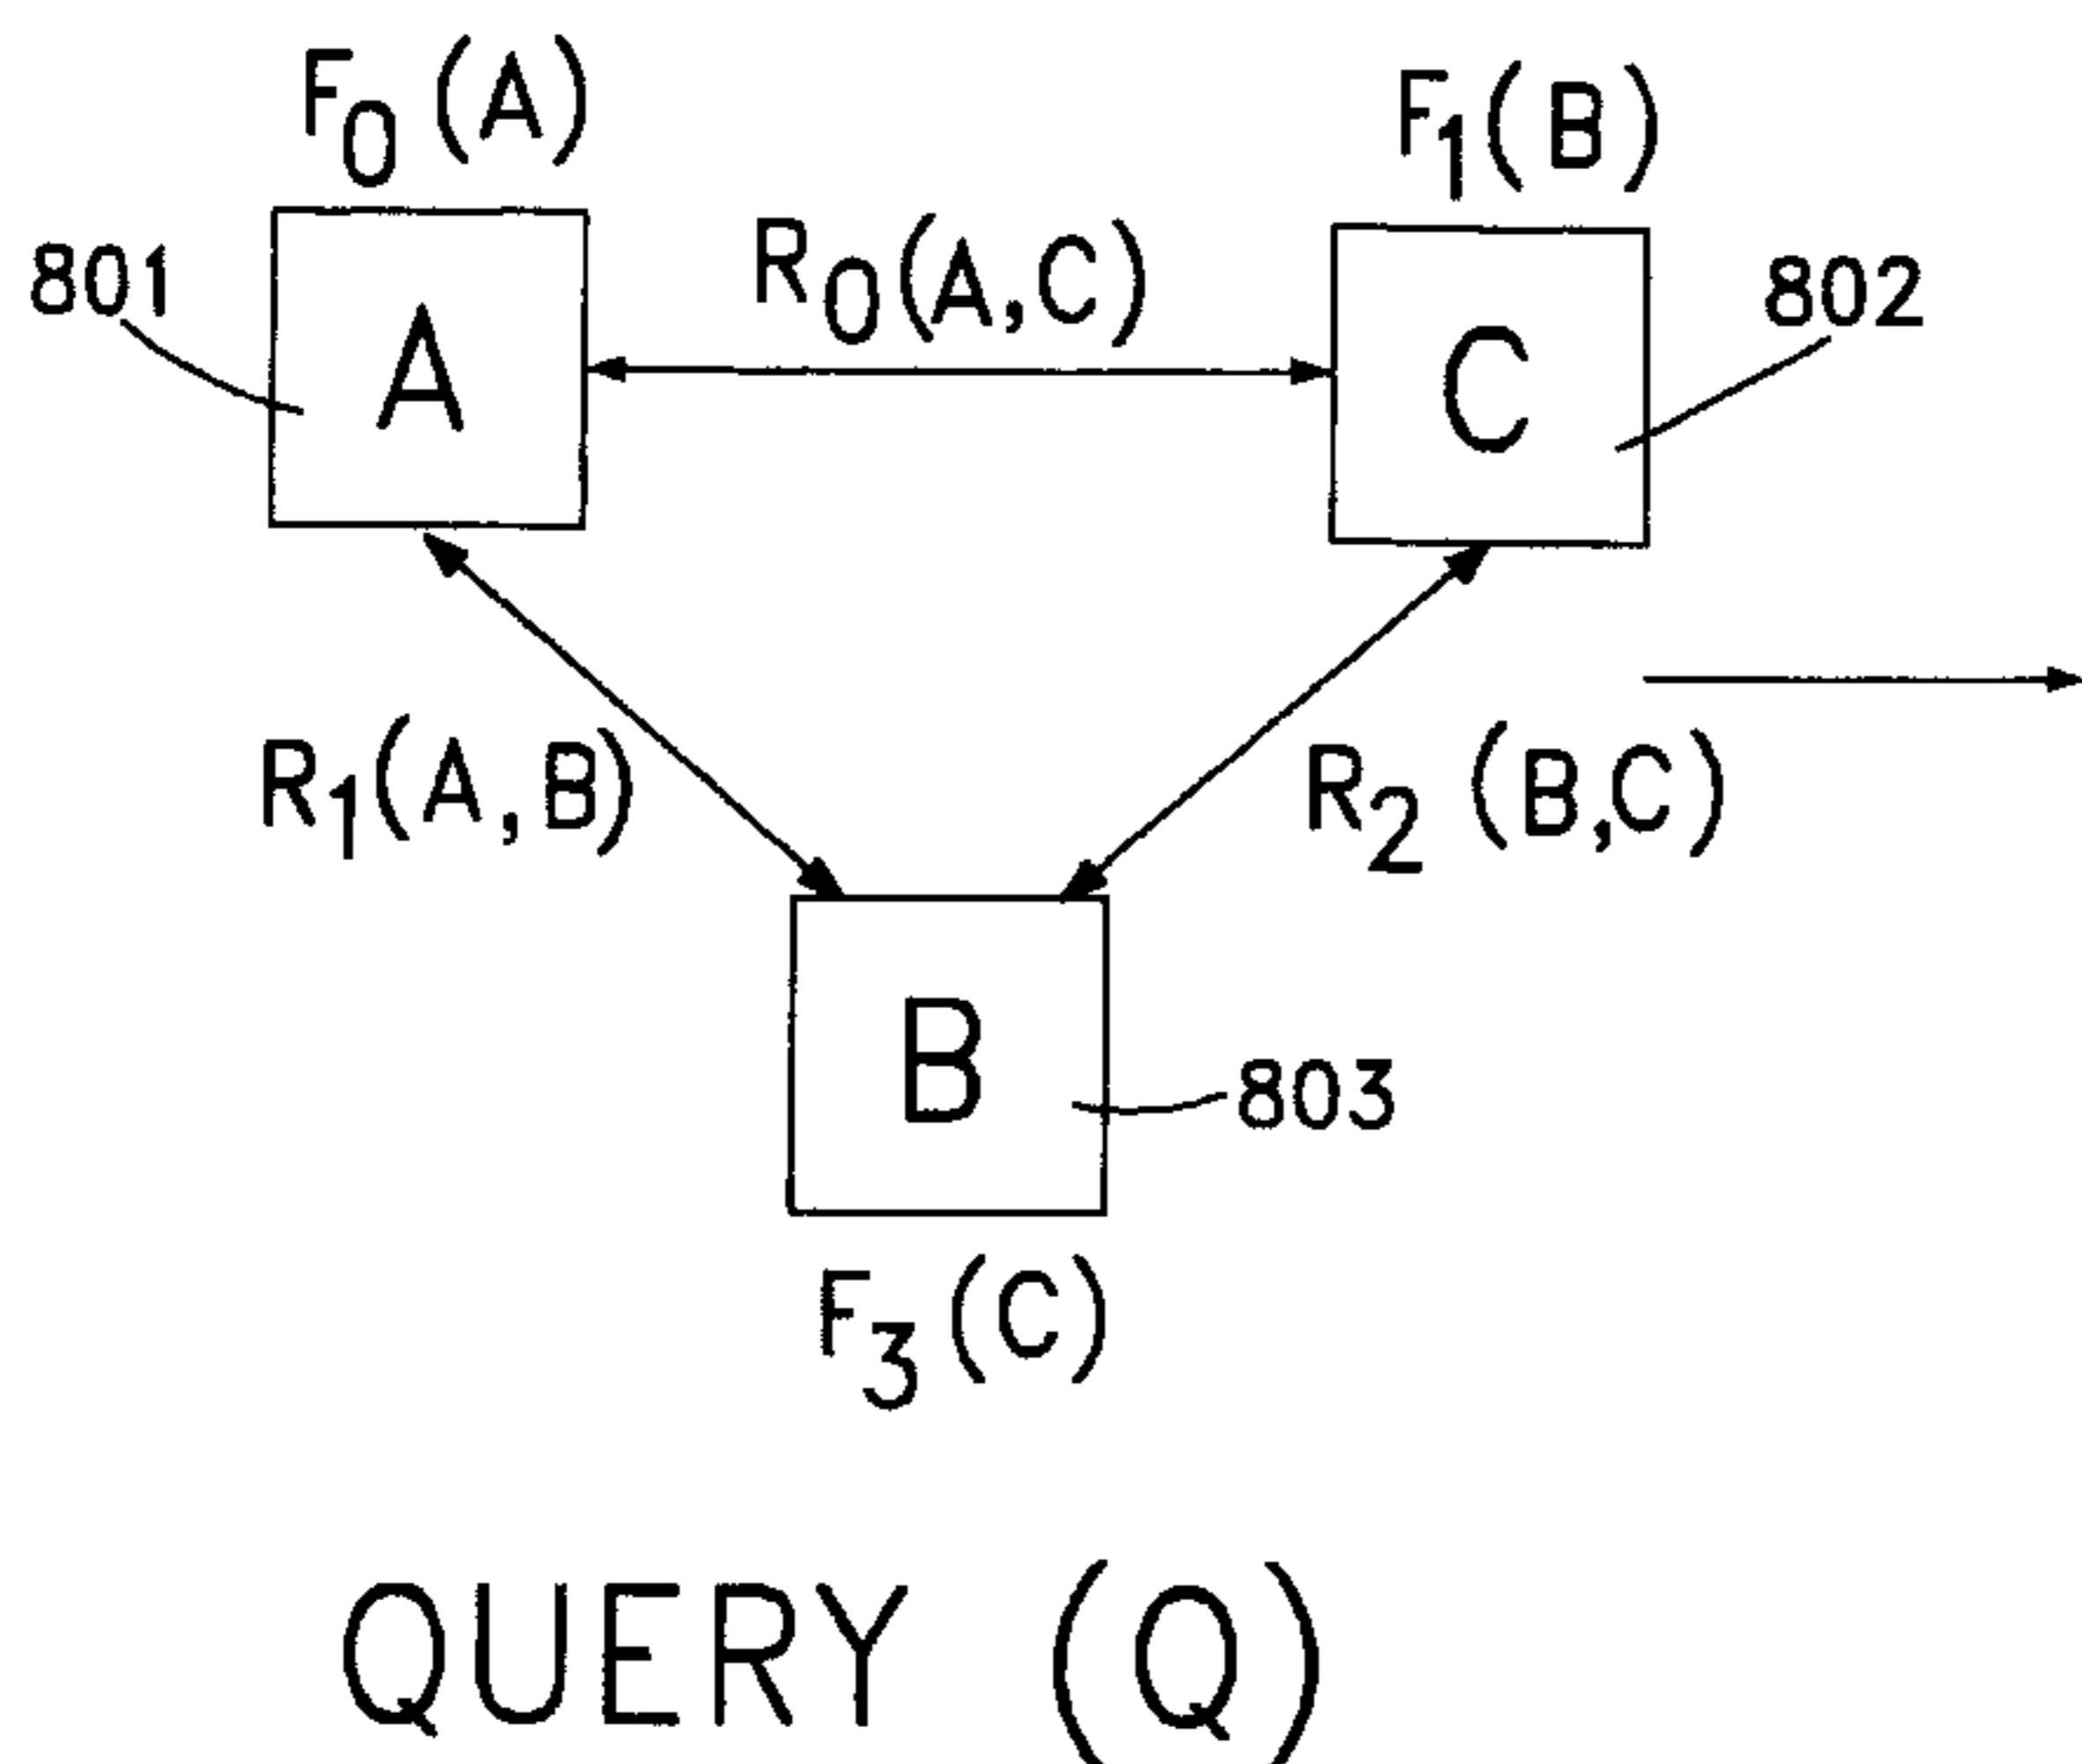 F0 (A)
F1 (B)
801
R0 (A,C)
802
A
C
R1 (A,B)
R2 (B,C)
B
803
F3 (C)
QUERY (Q)